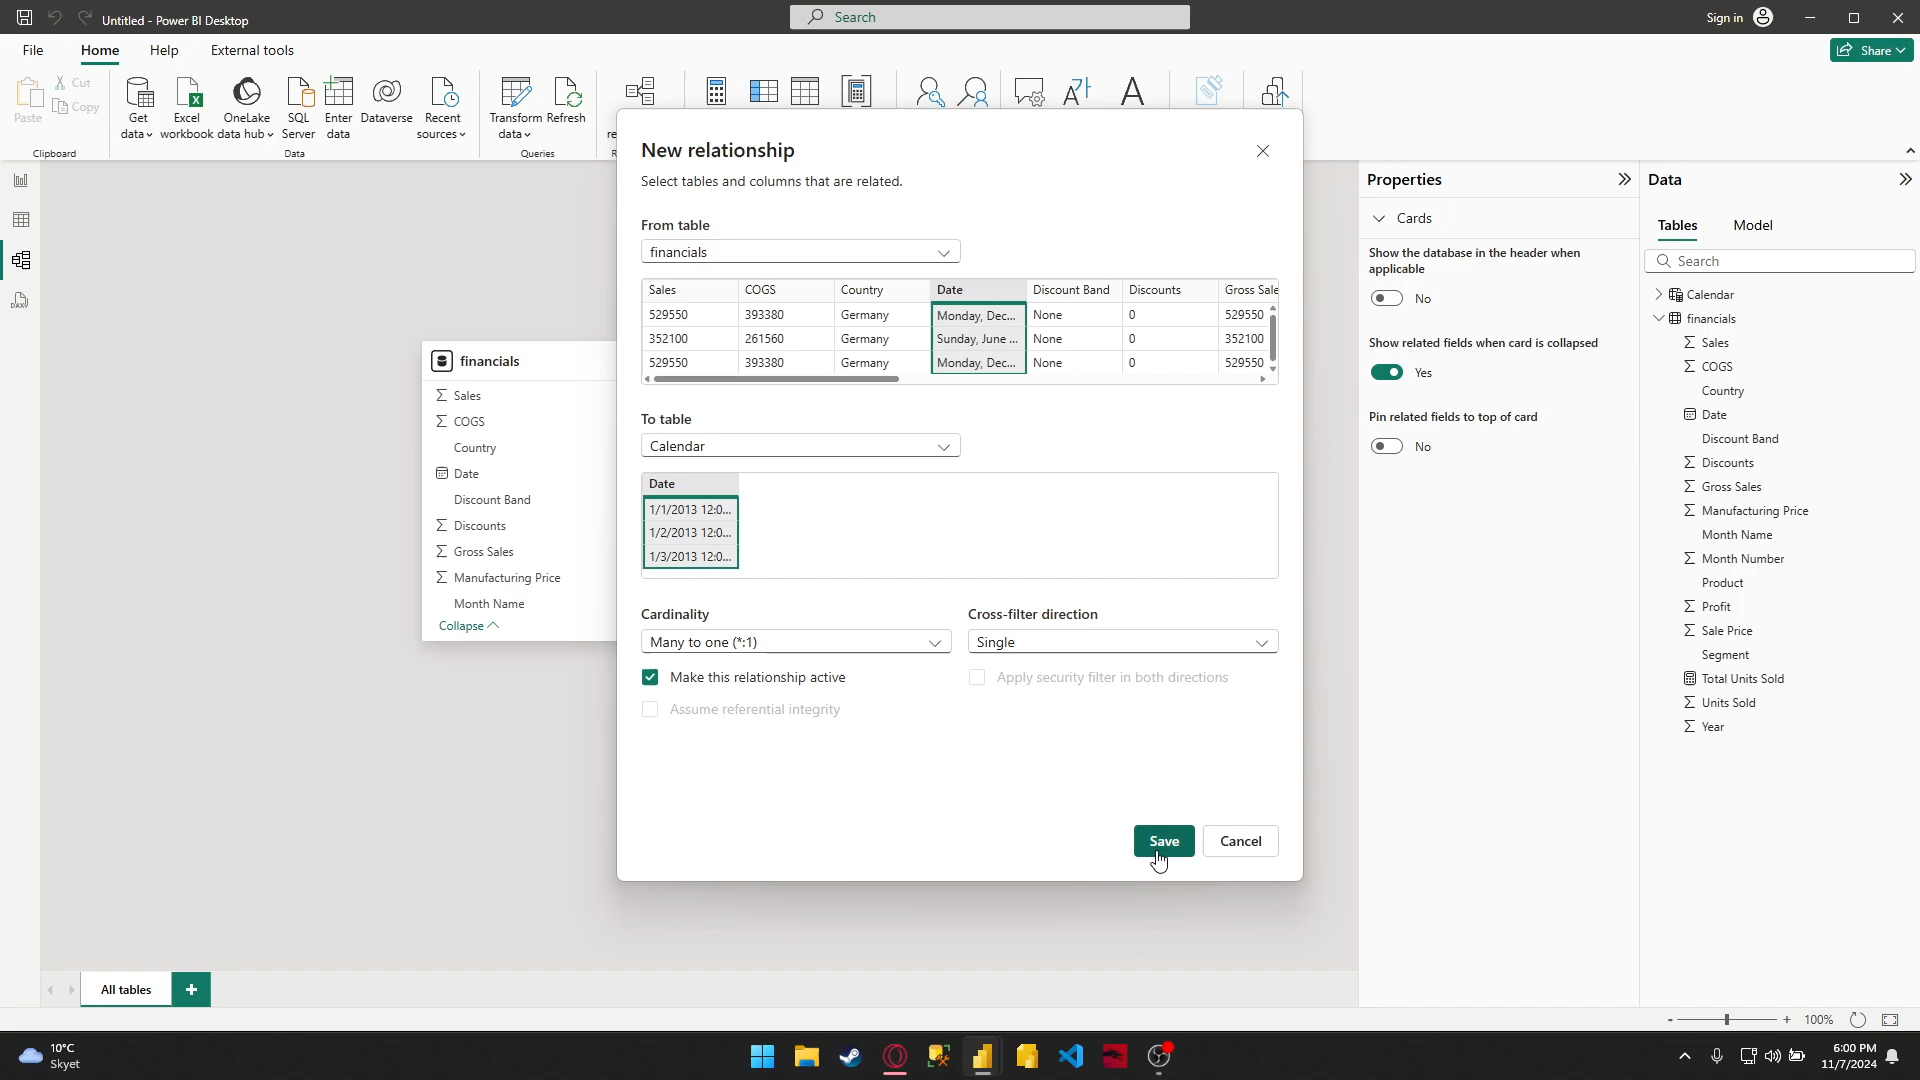 Untitled - Power BI Desktop
Search
Sign in
File
Home
Help
External tools
Share
Paste
Cut
Copy
Clipboard
Get data
Excel workbook
OneLake data hub
SQL Server
Enter data
Dataverse
Recent sources
Data
Transform data
Refresh
Queries
New relationship
Select tables and columns that are related.
From table
financials
Sales COGS Country Date Discount Band Discounts Gross Sale
529550 393380 Germany Monday, Dec... None 0 529550
352100 261560 Germany Sunday, June ... None 0 352100
529550 393380 Germany Monday, Dec... None 0 529550
To table
Calendar
Date
1/1/2013 12:0...
1/2/2013 12:0...
1/3/2013 12:0...
Cardinality
Many to one (*:1)
Cross-filter direction
Single
Make this relationship active
Apply security filter in both directions
Assume referential integrity
Save
Cancel
financials
Sales
COGS
Country
Date
Discount Band
Discounts
Gross Sales
Manufacturing Price
Month Name
Collapse
Properties
Cards
Show the database in the header when
applicable
No
Show related fields when card is collapsed
Yes
Pin related fields to top of card
No
Data
Tables
Model
Search
Calendar
financials
Sales
COGS
Country
Date
Discount Band
Discounts
Gross Sales
Manufacturing Price
Month Name
Month Number
Product
Profit
Sale Price
Segment
Total Units Sold
Units Sold
Year
All tables
100%
10°C
Skyet
6:00 PM
11/7/2024